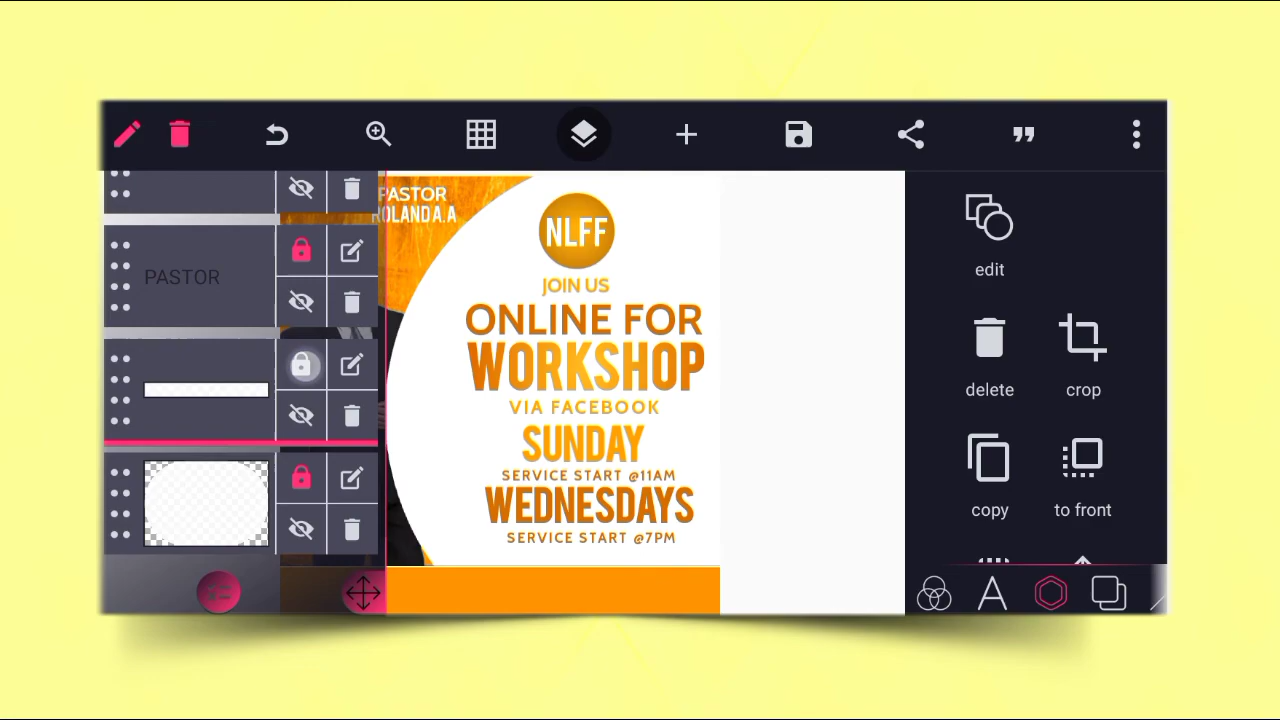 PASTOR
PASTOR
ROLAND A.A
NLFF
JOIN US
ONLINE FOR
WORKSHOP
VIA FACEBOOK
SUNDAY
SERVICE START @11AM
WEDNESDAYS
SERVICE START @7PM
edit
delete
crop
copy
to front